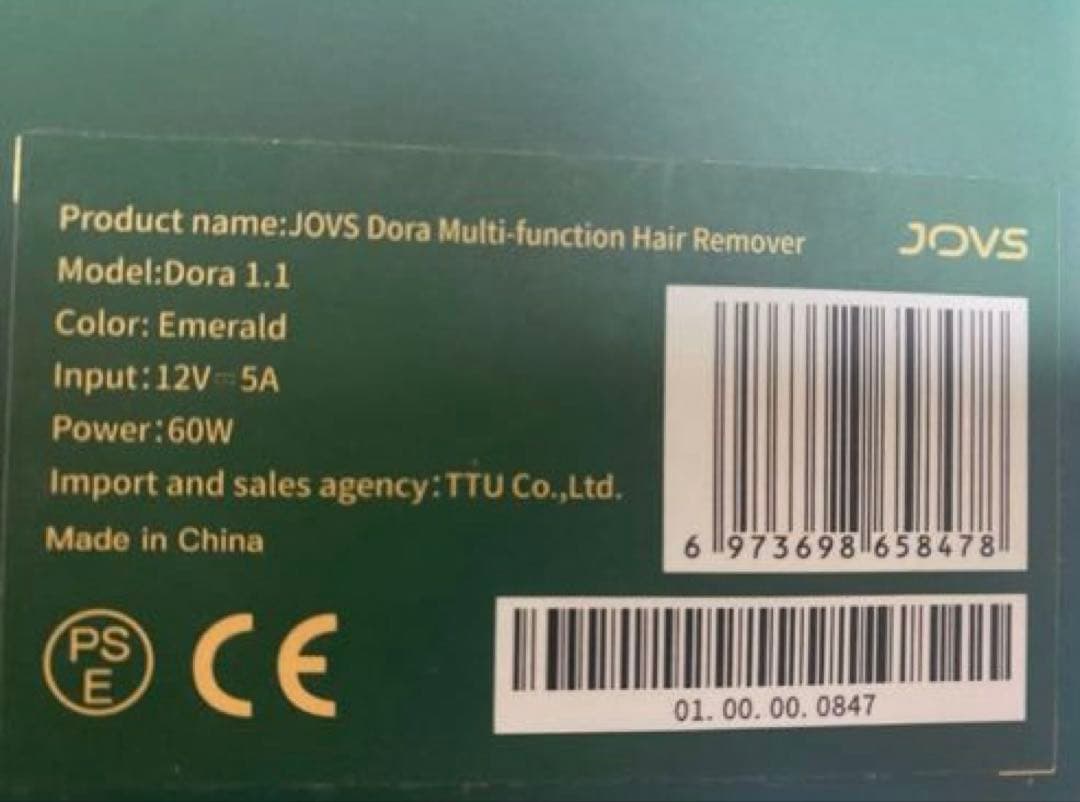 Product name:JOVS Dora Multi-function Hair Remover
JOVS
Model:Dora 1.1
Color: Emerald
Input:12V⎓5A
Power:60W
Import and sales agency:TTU Co.,Ltd.
Made in China
6 973698 658478
PS
E
CE
01. 00. 00. 0847